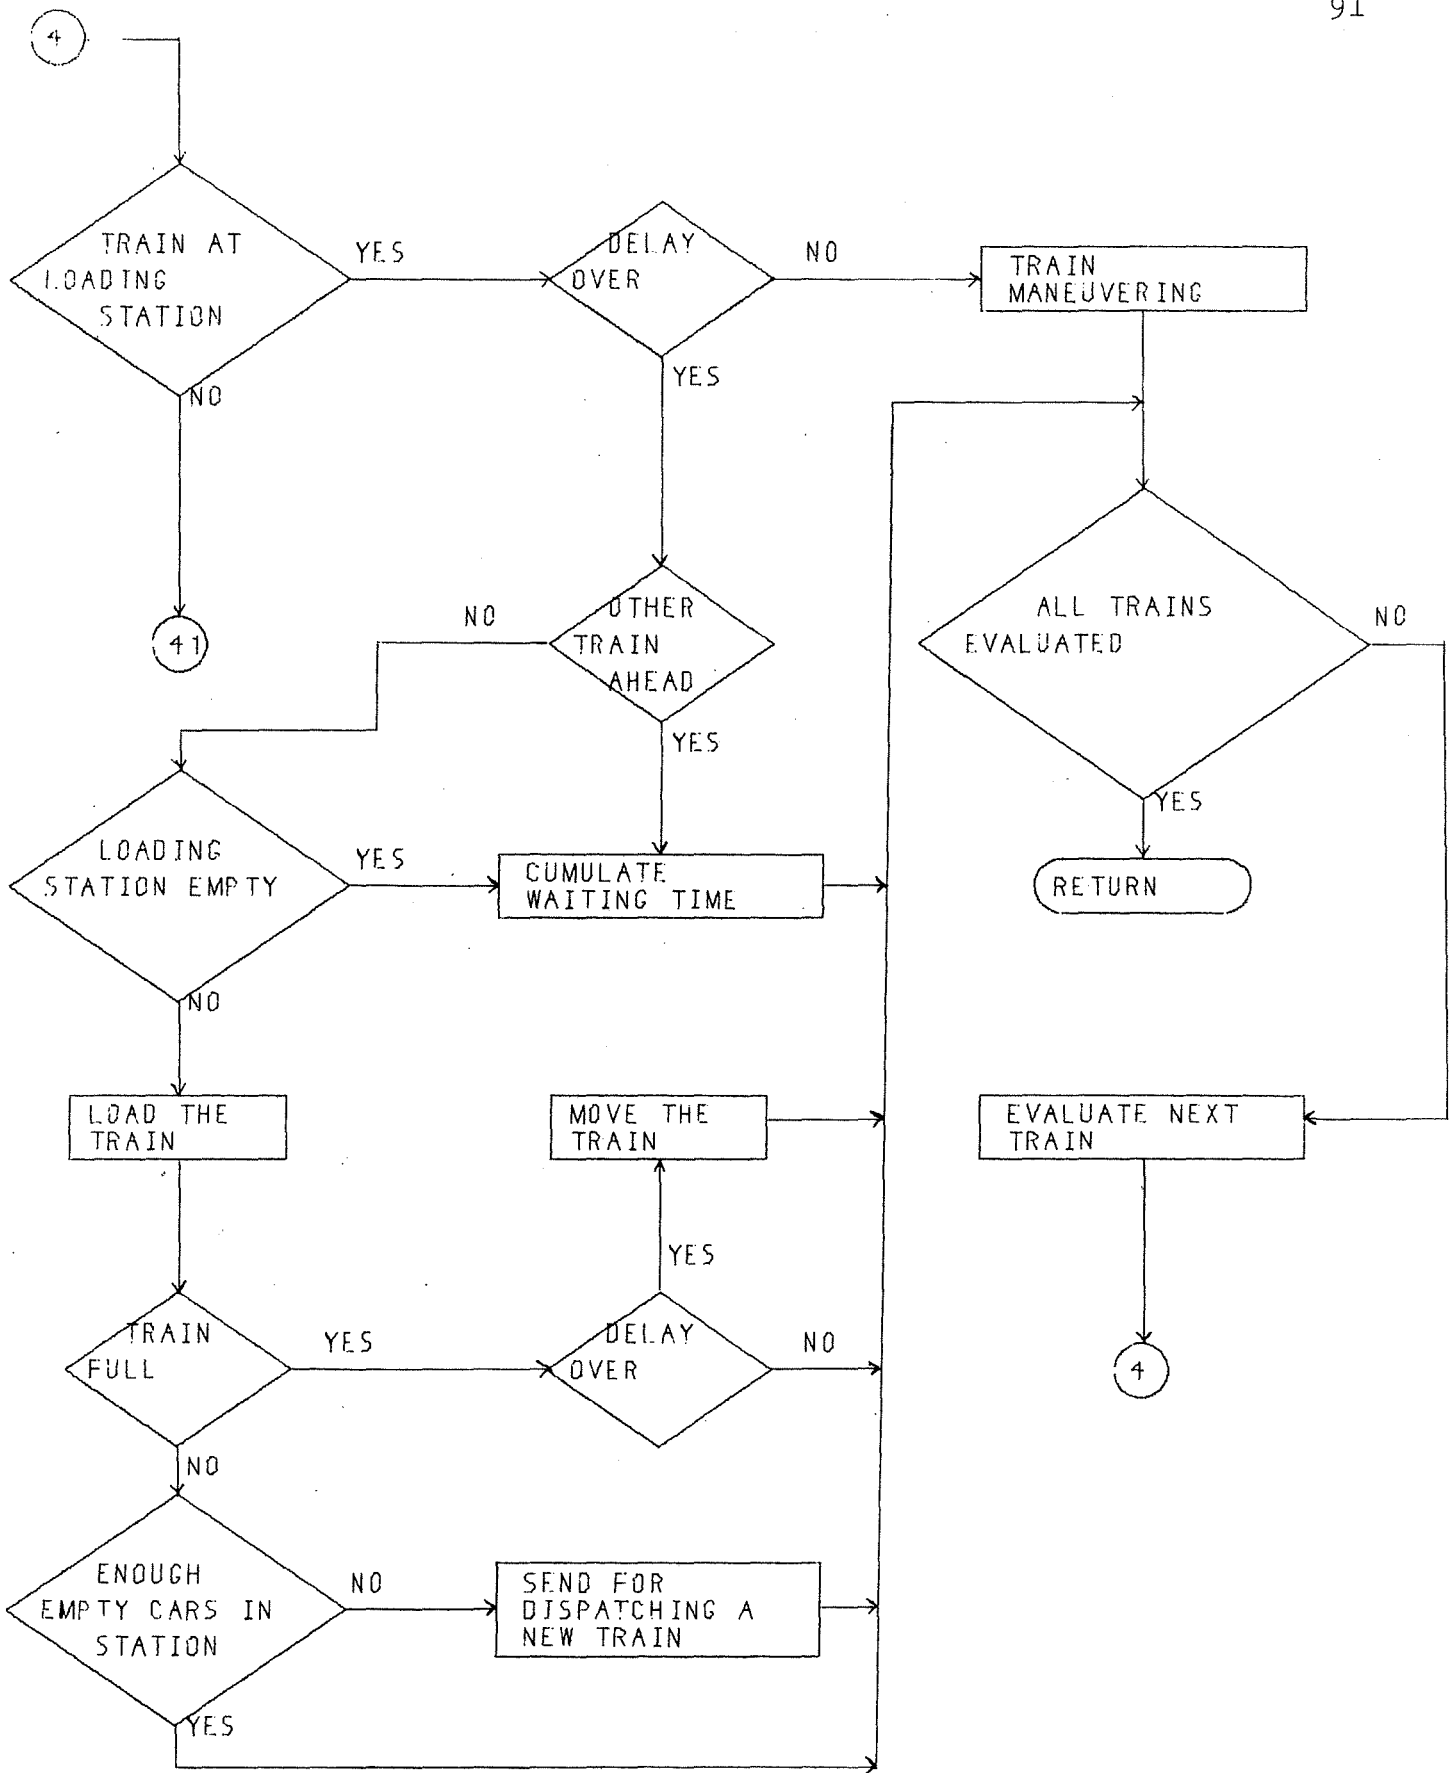 91
4
TRAIN AT
LOADING
STATION
YES
NO
41
DELAY
OVER
NO
YES
TRAIN
MANEUVERING
OTHER
TRAIN
AHEAD
NO
YES
ALL TRAINS
EVALUATED
NO
YES
RETURN
LOADING
STATION EMPTY
YES
NO
CUMULATE
WAITING TIME
LOAD THE
TRAIN
MOVE THE
TRAIN
EVALUATE NEXT
TRAIN
4
TRAIN
FULL
YES
NO
DELAY
OVER
YES
NO
ENOUGH
EMPTY CARS IN
STATION
NO
YES
SEND FOR
DISPATCHING A
NEW TRAIN